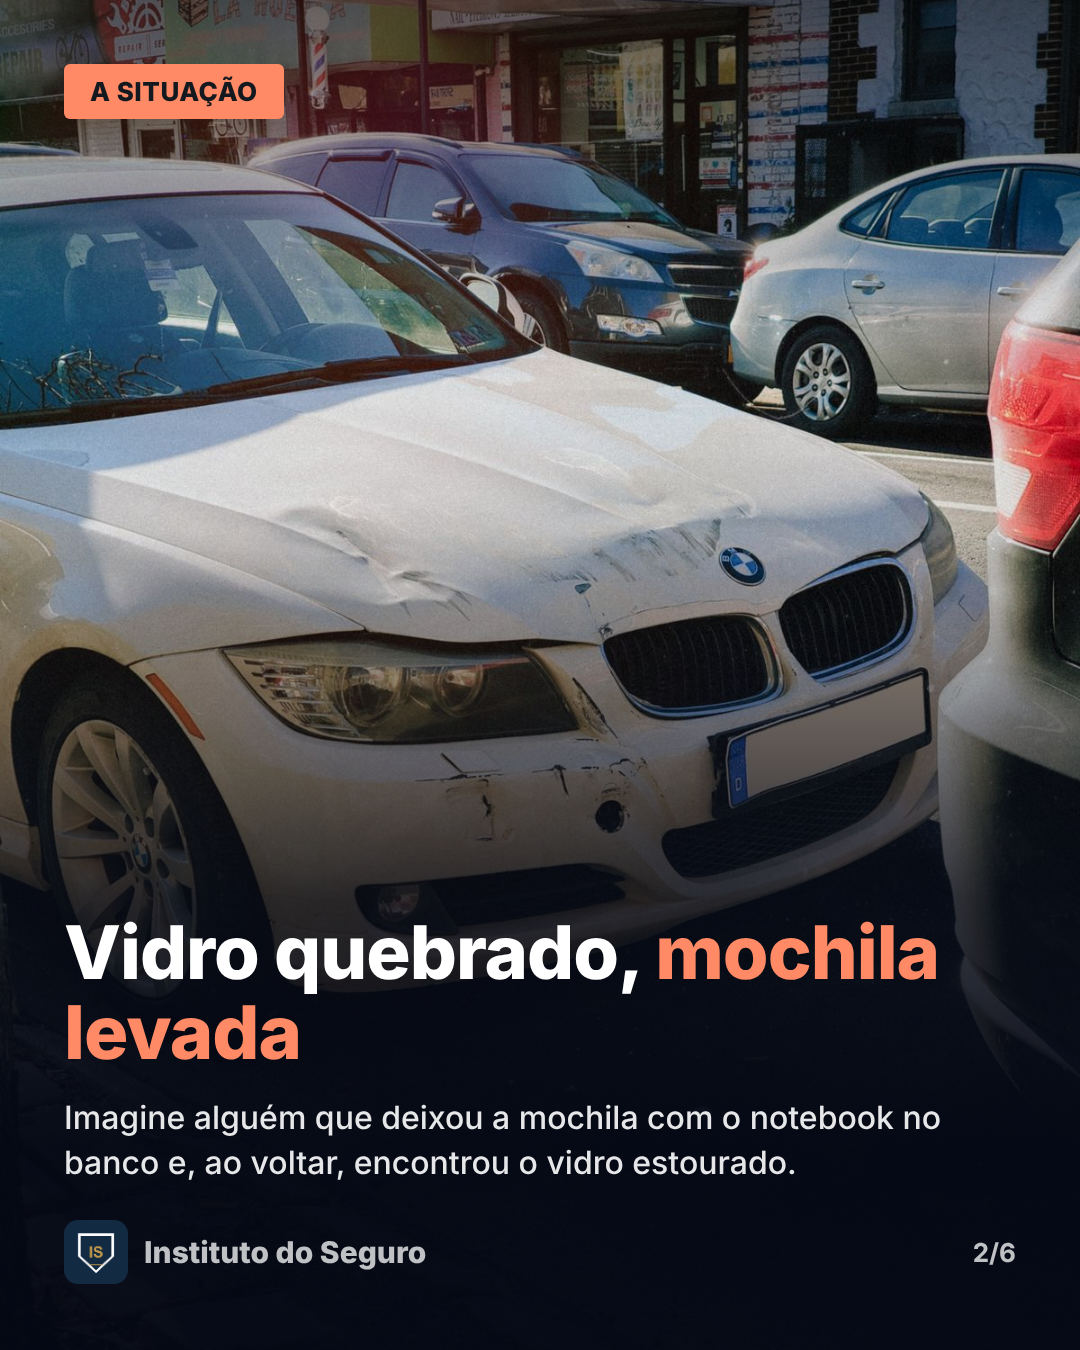 A SITUAÇÃO
REPAIR
Vidro quebrado, mochila
levada
Imagine alguém que deixou a mochila com o notebook no
banco e, ao voltar, encontrou o vidro estourado.
IS
Instituto do Seguro
2/6